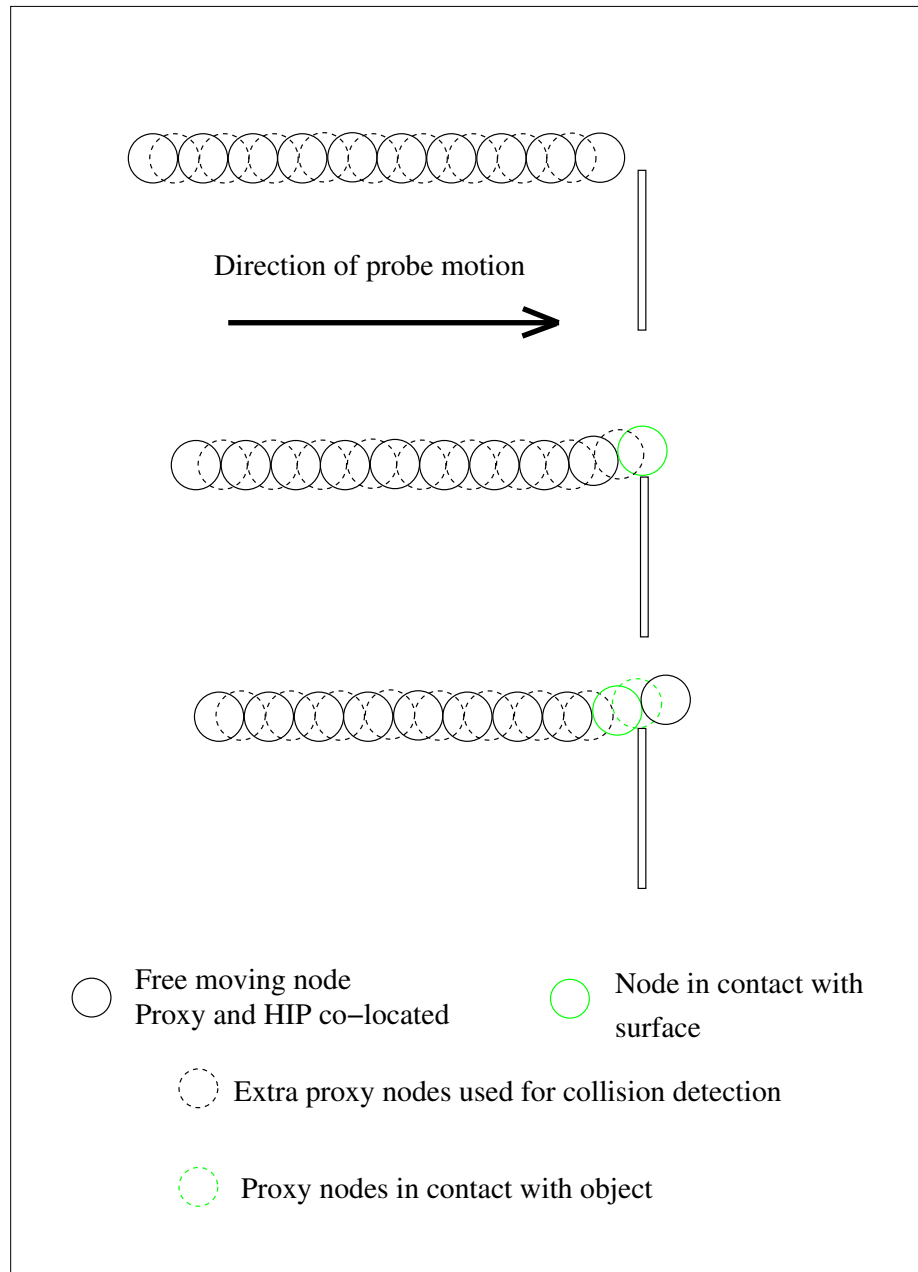 Direction of probe motion
Free moving node
Proxy and HIP co−located
Node in contact with
surface
Extra proxy nodes used for collision detection
Proxy nodes in contact with object